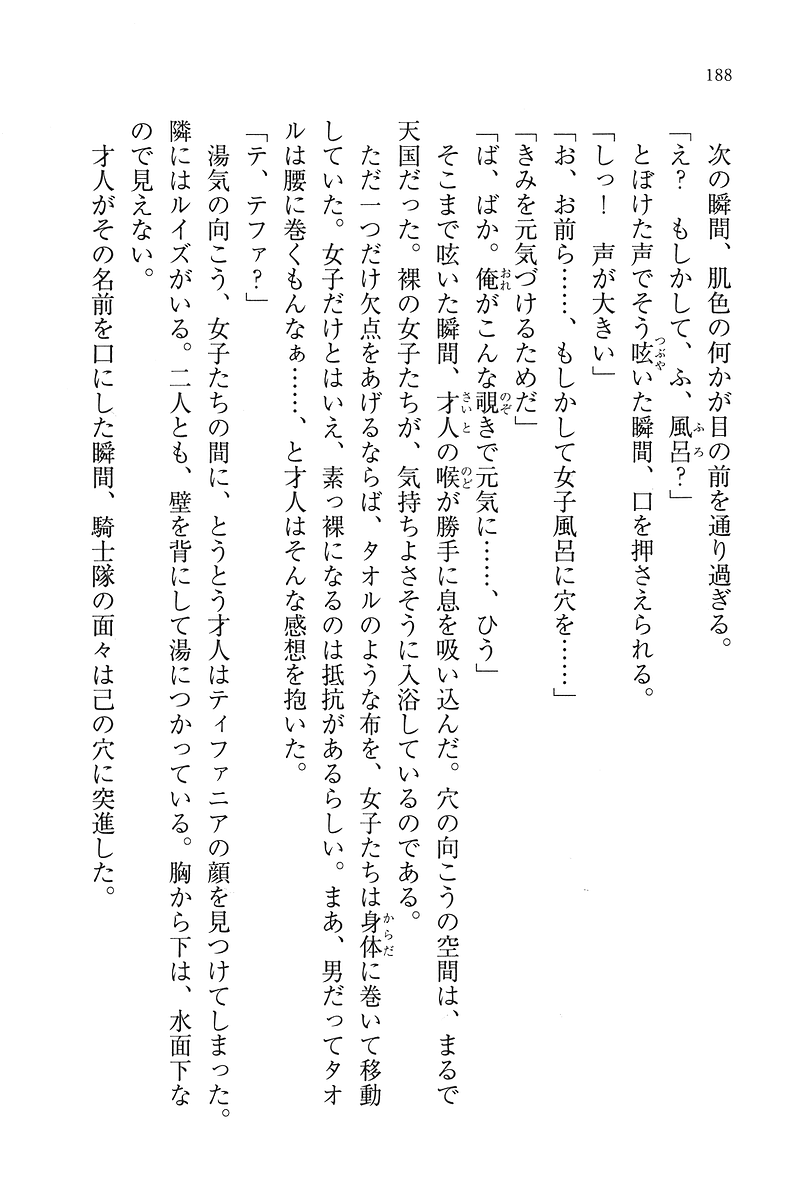 188
次の瞬間、肌色の何かが目の前を通り過ぎる。
「え？　もしかして、ふ、風呂？」
とぼけた声でそう呟いた瞬間、口を押さえられる。
「しっ！　声が大きい」
「お、お前ら……、もしかして女子風呂に穴を……」
「きみを元気づけるためだ」
「ば、ばか。俺がこんな覗きで元気に……、ひう」
そこまで呟いた瞬間、才人の喉が勝手に息を吸い込んだ。穴の向こうの空間は、まるで
天国だった。裸の女子たちが、気持ちよさそうに入浴しているのである。
ただ一つだけ欠点をあげるならば、タオルのような布を、女子たちは身体に巻いて移動
していた。女子だけとはいえ、素っ裸になるのは抵抗があるらしい。まあ、男だってタオ
ルは腰に巻くもんなぁ……、と才人はそんな感想を抱いた。
「テ、テファ？」
湯気の向こう、女子たちの間に、とうとう才人はティファニアの顔を見つけてしまった。
隣にはルイズがいる。二人とも、壁を背にして湯につかっている。胸から下は、水面下な
ので見えない。
才人がその名前を口にした瞬間、騎士隊の面々は己の穴に突進した。